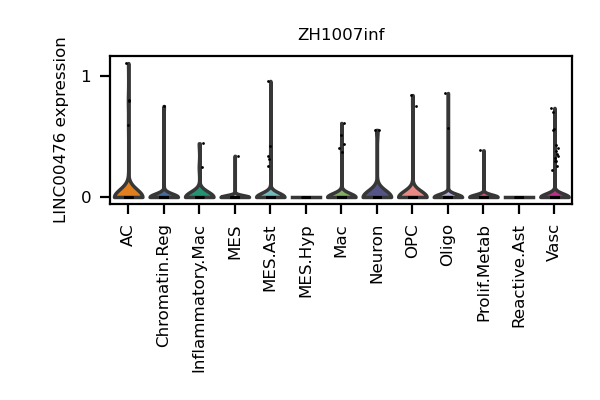 ZH1007inf
LINC00476 expression
1
0
AC
Chromatin.Reg
Inflammatory.Mac
MES
MES.Ast
MES.Hyp
Mac
Neuron
OPC
Oligo
Prolif.Metab
Reactive.Ast
Vasc